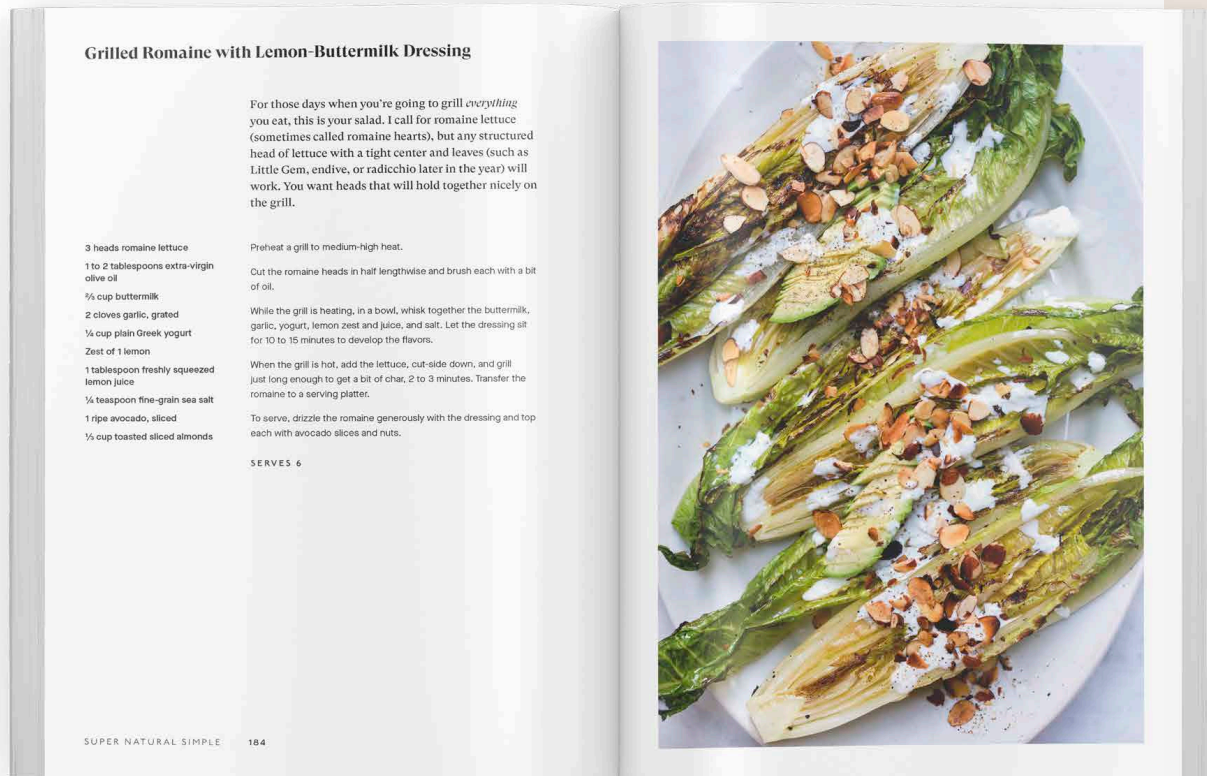 Grilled Romaine with Lemon-Buttermilk Dressing
For those days when you're going to grill everything
you eat, this is your salad. I call for romaine lettuce
(sometimes called romaine hearts), but any structured
head of lettuce with a tight center and leaves (such as
Little Gem, endive, or radicchio later in the year) will
work. You want heads that will hold together nicely on
the grill.
3 heads romaine lettuce
1 to 2 tablespoons extra-virgin
olive oil
⅔ cup buttermilk
2 cloves garlic, grated
¼ cup plain Greek yogurt
Zest of 1 lemon
1 tablespoon freshly squeezed
lemon juice
¼ teaspoon fine-grain sea salt
1 ripe avocado, sliced
⅓ cup toasted sliced almonds
Preheat a grill to medium-high heat.
Cut the romaine heads in half lengthwise and brush each with a bit
of oil.
While the grill is heating, in a bowl, whisk together the buttermilk,
garlic, yogurt, lemon zest and juice, and salt. Let the dressing sit
for 10 to 15 minutes to develop the flavors.
When the grill is hot, add the lettuce, cut-side down, and grill
just long enough to get a bit of char, 2 to 3 minutes. Transfer the
romaine to a serving platter.
To serve, drizzle the romaine generously with the dressing and top
each with avocado slices and nuts.
SERVES 6
SUPER NATURAL SIMPLE 184